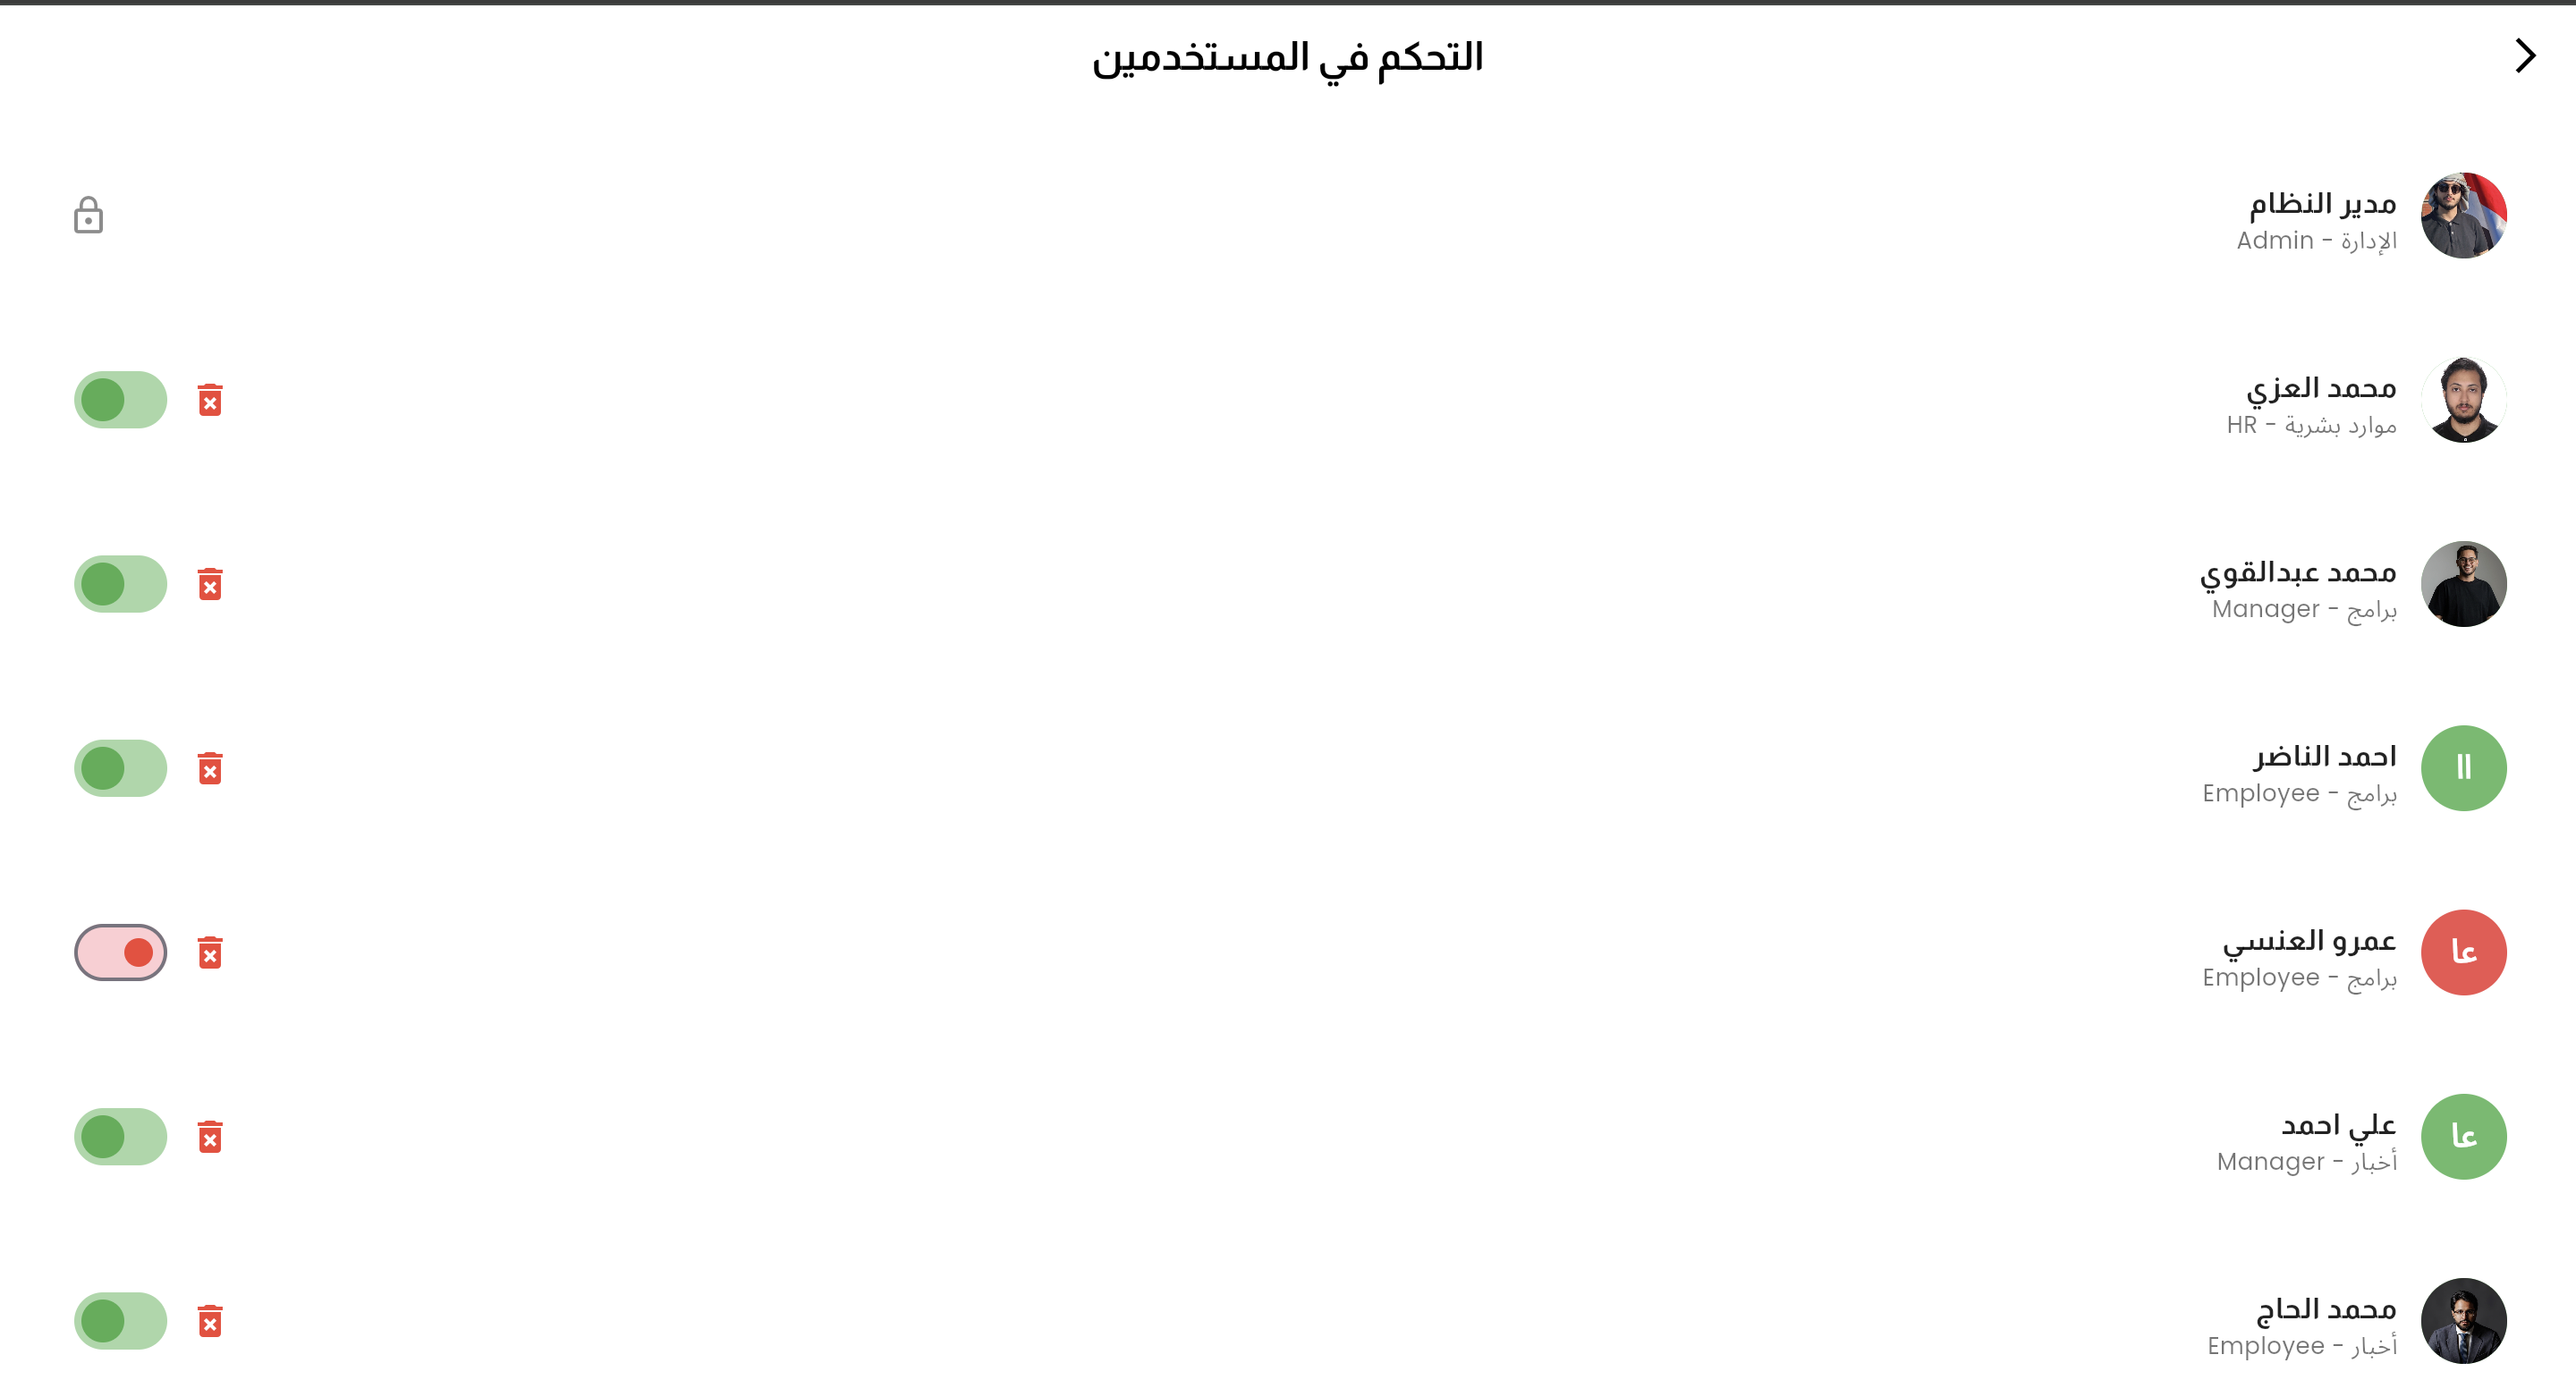 التحكم في المستخدمين
مدير النظام
الإدارة - Admin
محمد العزي
موارد بشرية - HR
محمد عبدالقوي
برامج - Manager
اا
احمد الناضر
برامج - Employee
عا
عمرو العنسي
برامج - Employee
عا
علي احمد
أخبار - Manager
محمد الحاج
أخبار - Employee